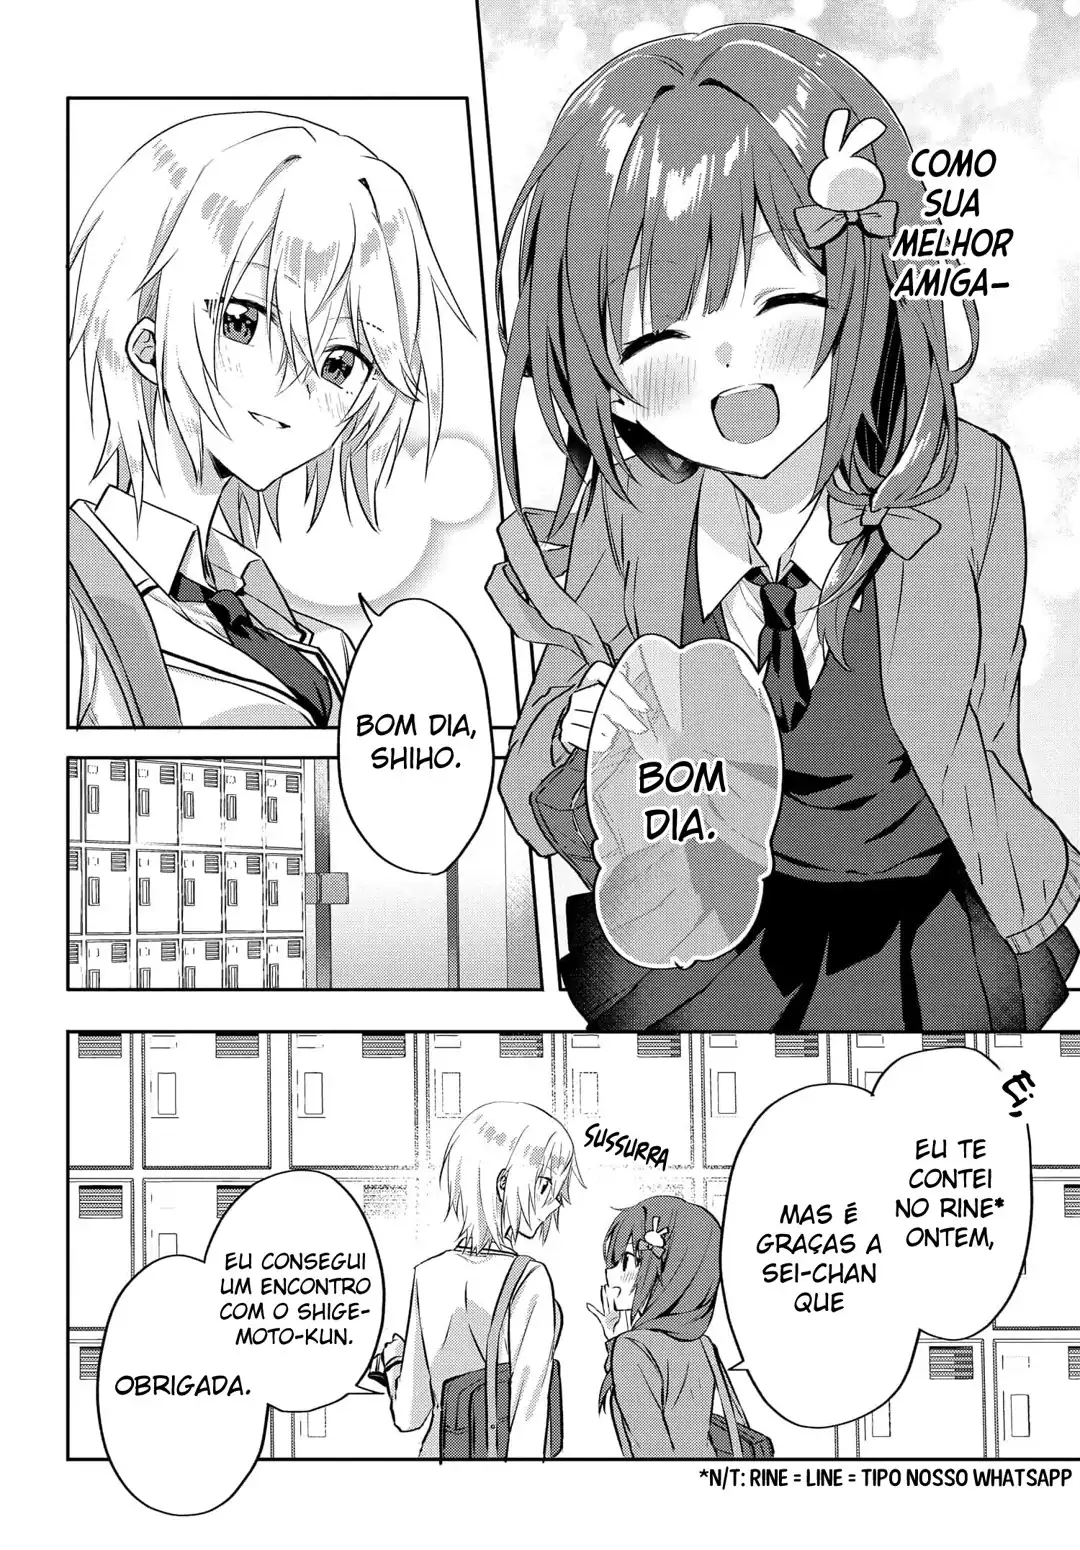 COMO
SUA
MELHOR
AMIGA-
BOM
DIA.
BOM DIA,
SHIHO.
Ei,
EU TE
CONTEI
NO RINE*
ONTEM,
MAS É
GRAÇAS A
SEI-CHAN
QUE
SUSSURRA
EU CONSEGUI
UM ENCONTRO
COM O SHIGE-
MOTO-KUN.
OBRIGADA.
*N/T: RINE = LINE = TIPO NOSSO WHATSAPP